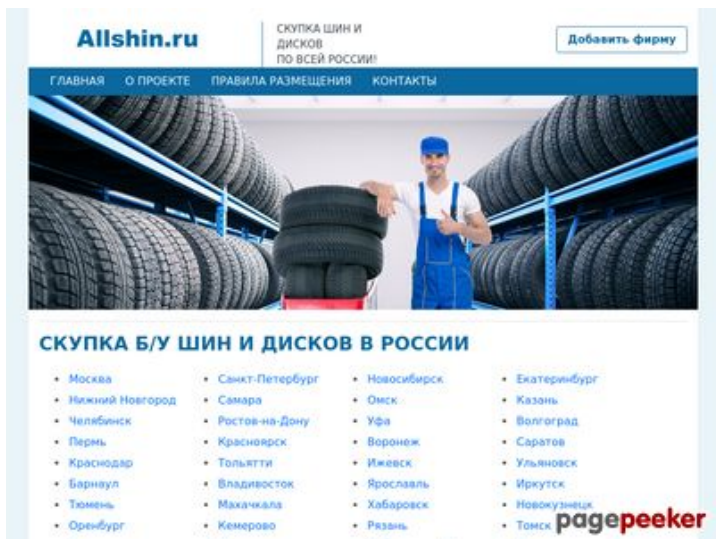 Allshin.ru
СКУПКА ШИН И
ДИСКОВ
ПО ВСЕЙ РОССИИ!
Добавить фирму
ГЛАВНАЯ О ПРОЕКТЕ ПРАВИЛА РАЗМЕЩЕНИЯ КОНТАКТЫ
СКУПКА Б/У ШИН И ДИСКОВ В РОССИИ
• Москва • Санкт-Петербург • Новосибирск • Екатеринбург
• Нижний Новгород • Самара • Омск • Казань
• Челябинск • Ростов-на-Дону • Уфа • Волгоград
• Пермь • Красноярск • Воронеж • Саратов
• Краснодар • Тольятти • Ижевск • Ульяновск
• Барнаул • Владивосток • Ярославль • Иркутск
• Тюмень • Махачкала • Хабаровск • Новокузнецк
• Оренбург • Кемерово • Рязань • Томск
pagepeeker